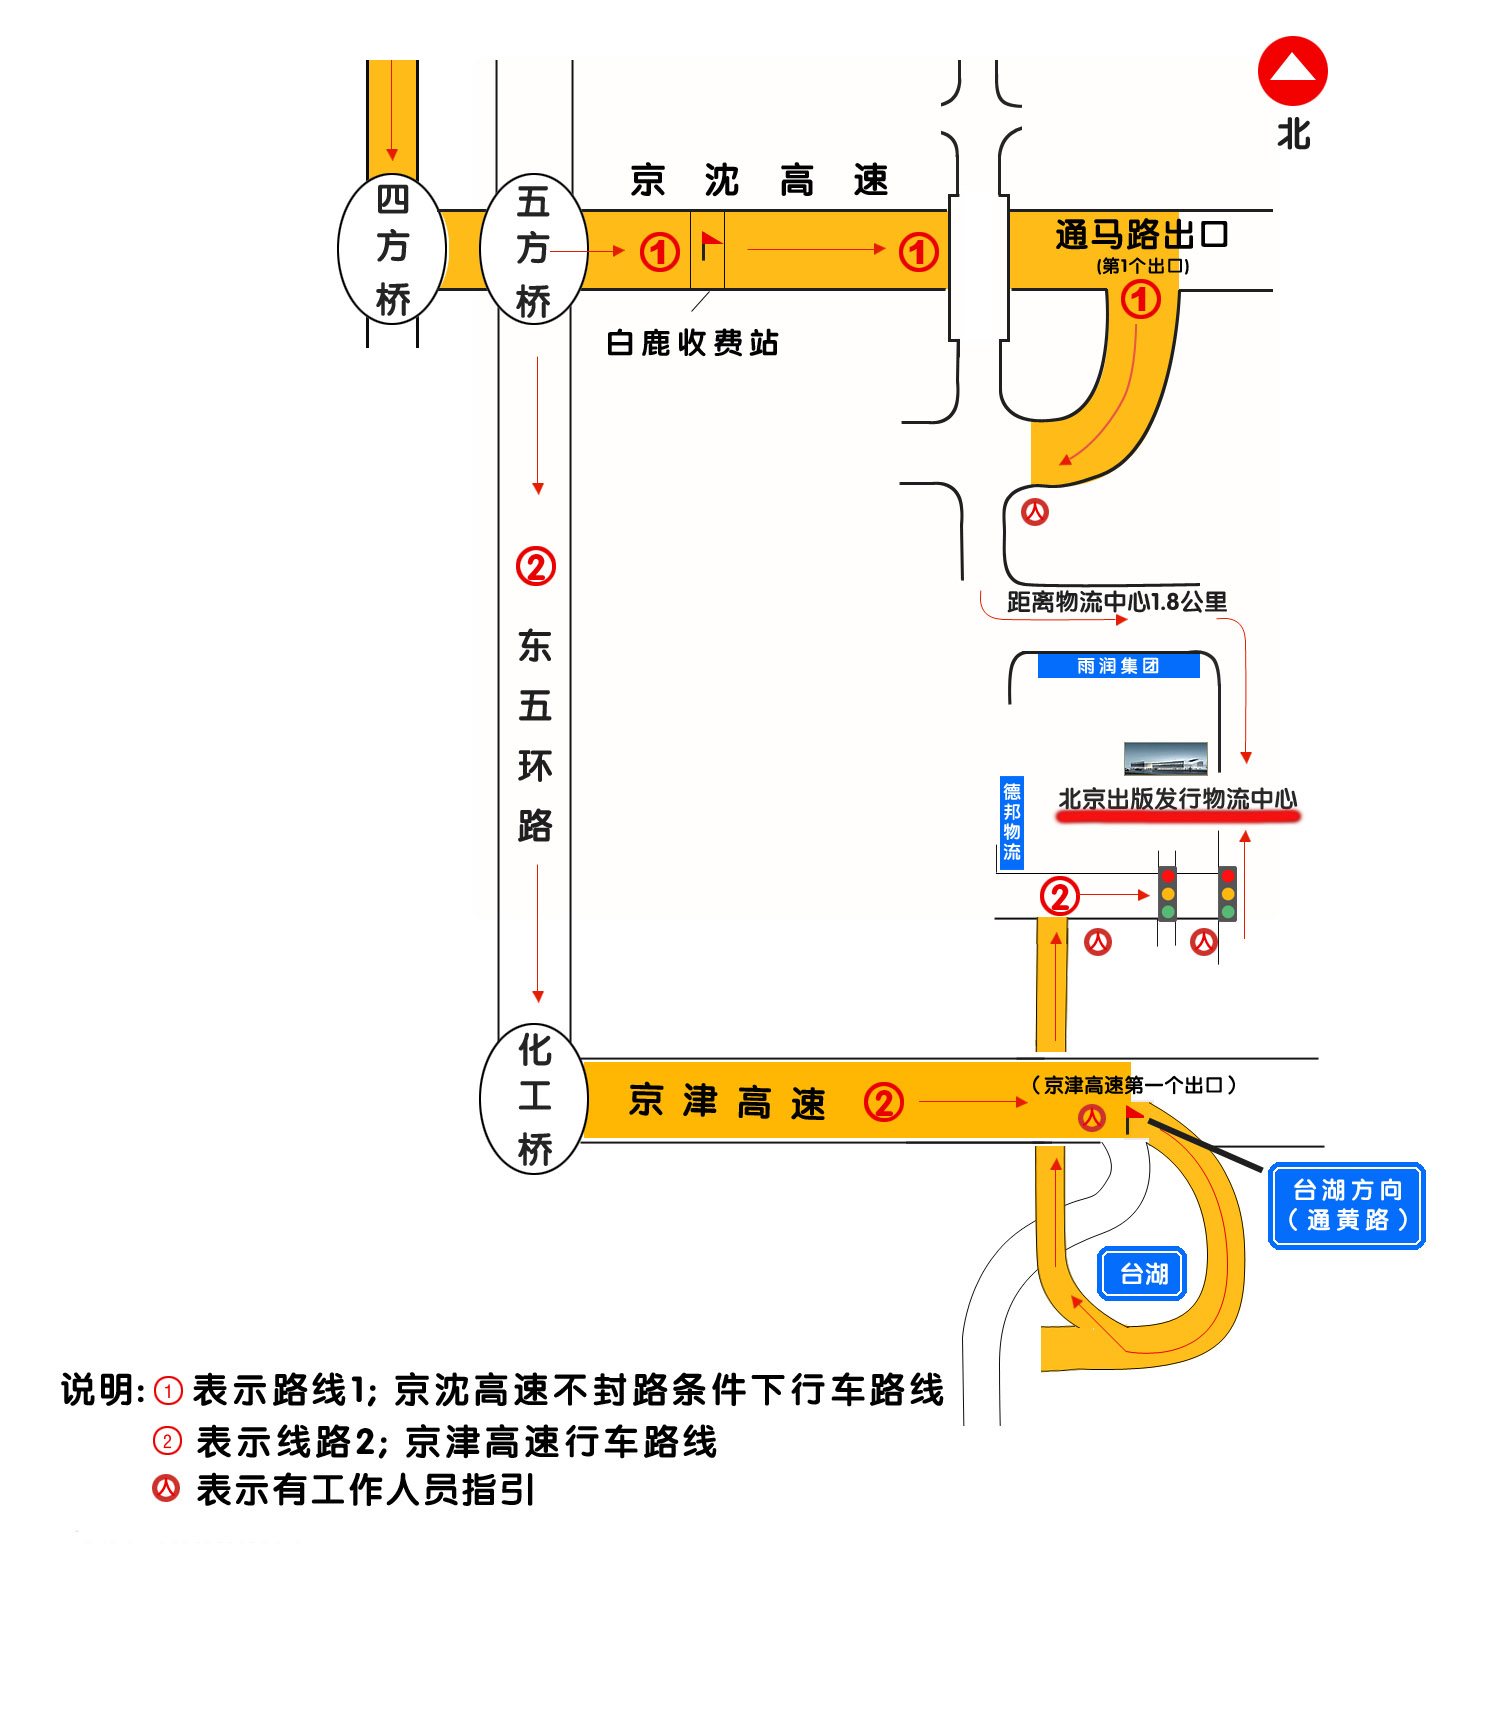 北
京沈高速
四方桥
五方桥
①
①
通马路出口
(第1个出口)
①
白鹿收费站
人
②
距离物流中心1.8公里
东五环路
雨润集团
德邦物流
北京出版发行物流中心
②
人
人
化工桥
(京津高速第一个出口)
京津高速
②
人
台湖方向
(通黄路)
台湖
说明:①表示路线1;京沈高速不封路条件下行车路线
②表示线路2;京津高速行车路线
人表示有工作人员指引